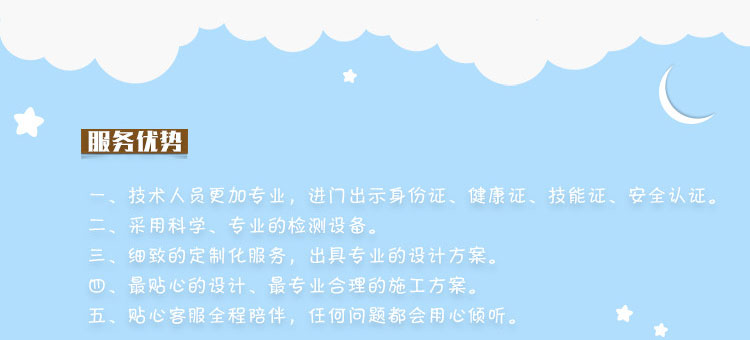 服务优势
一、技术人员更加专业，进门出示身份证、健康证、技能证、安全认证。
二、采用科学、专业的检测设备。
三、细致的定制化服务，出具专业的设计方案。
四、最贴心的设计、最专业合理的施工方案。
五、贴心客服全程陪伴，任何问题都会用心倾听。